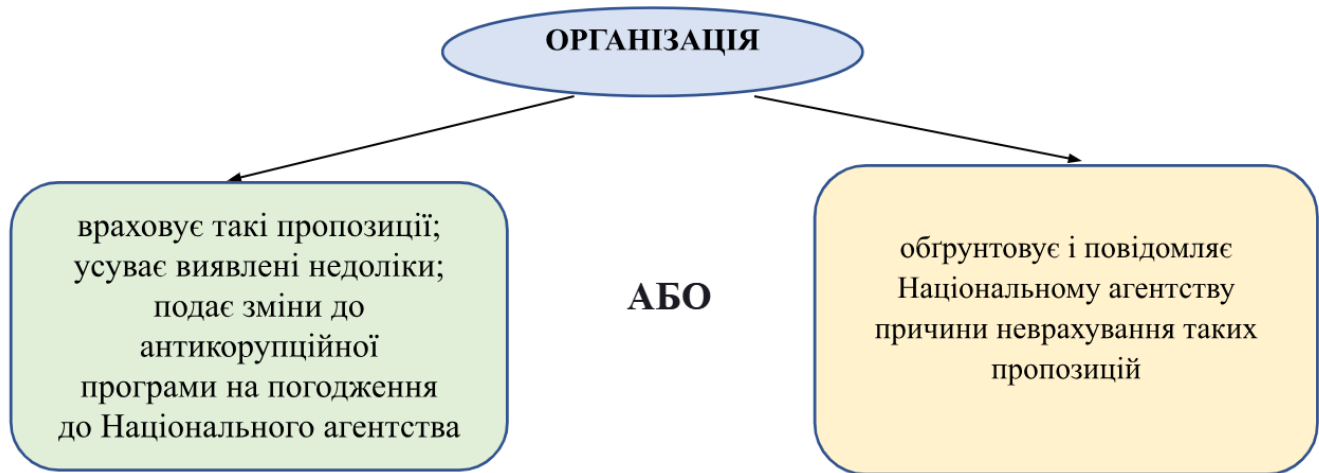 ОРГАНІЗАЦІЯ
враховує такі пропозиції;
усуває виявлені недоліки;
подає зміни до
антикорупційної
програми на погодження
до Національного агентства
АБО
обґрунтовує і повідомляє
Національному агентству
причини неврахування таких
пропозицій